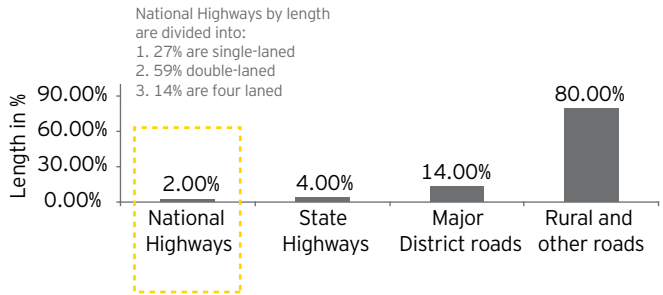 National Highways by length
are divided into:
1. 27% are single-laned
2. 59% double-laned
3. 14% are four laned
Length in %
90.00%
60.00%
30.00%
0.00%
2.00%
4.00%
14.00%
80.00%
National
Highways
State
Highways
Major
District roads
Rural and
other roads